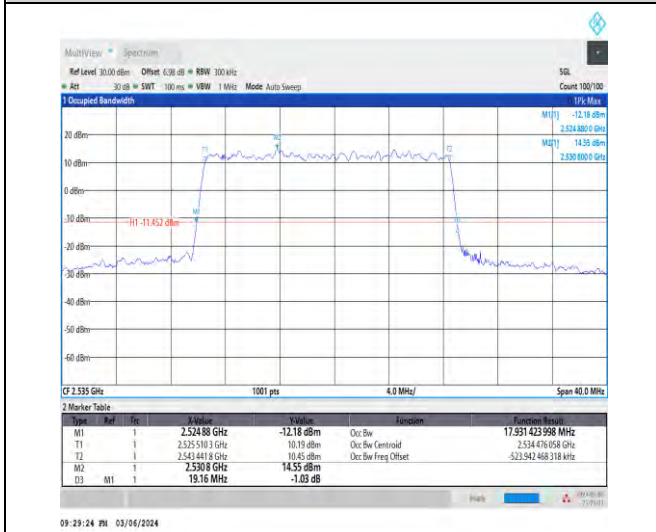 MultiView Spectrum
Ref Level 30.00 dBm Offset 6.98 dB RBW 300 kHz SGL
Att 30 dB SWT 100 ms VBW 1 MHz Mode Auto Sweep Count 100/100
1 Occupied Bandwidth 1Pk Max
M1[1] -12.18 dBm
2.524 880 0 GHz
M2[1] 14.55 dBm
2.530 800 0 GHz
20 dBm
T1 M2 T2
10 dBm
0 dBm
M1
-10 dBm
H1 -11.452 dBm
-20 dBm
-30 dBm
-40 dBm
-50 dBm
-60 dBm
CF 2.535 GHz 1001 pts 4.0 MHz/ Span 40.0 MHz
2 Marker Table
Type Ref Trc X-Value Y-Value Function Function Result
M1 1 2.524 88 GHz -12.18 dBm Occ Bw 17.931 423 998 MHz
T1 1 2.525 510 3 GHz 10.19 dBm Occ Bw Centroid 2.534 476 058 GHz
T2 1 2.543 441 8 GHz 10.45 dBm Occ Bw Freq Offset -523.942 468 318 kHz
M2 1 2.530 8 GHz 14.55 dBm
D3 M1 1 19.16 MHz -1.03 dB
09:29:24 PM 03/06/2024